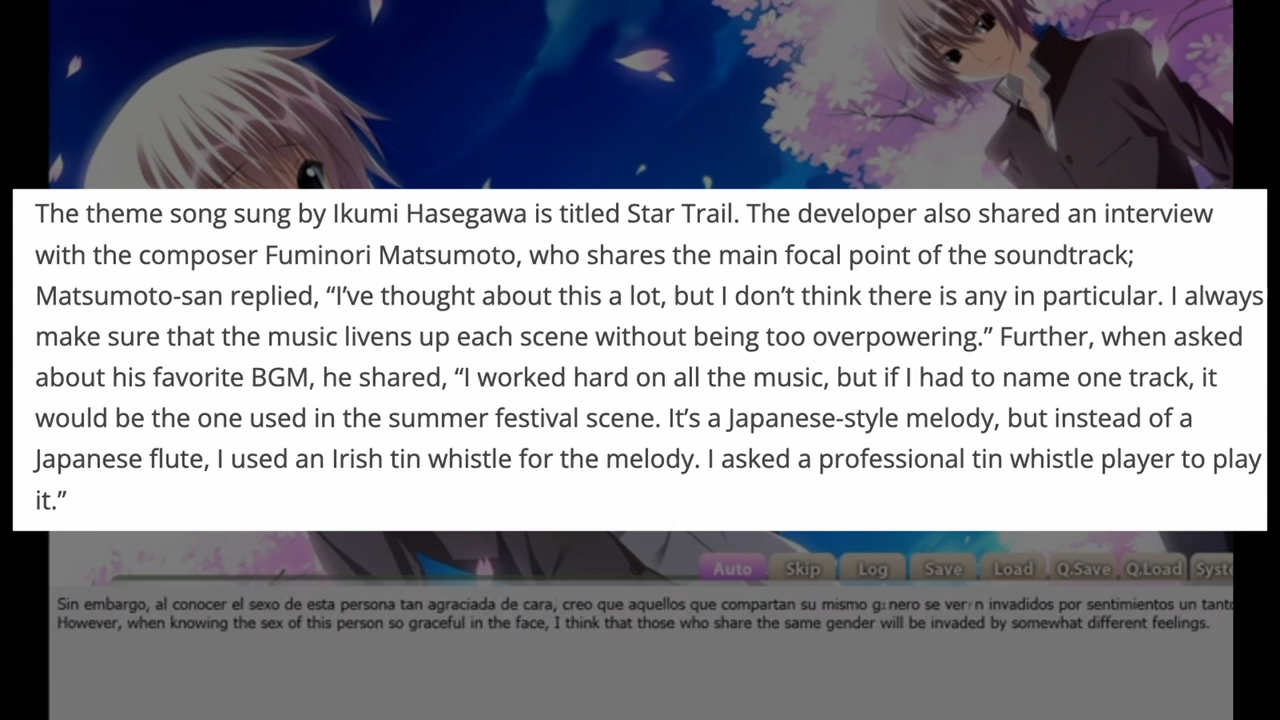 The theme song sung by Ikumi Hasegawa is titled Star Trail. The developer also shared an interview
with the composer Fuminori Matsumoto, who shares the main focal point of the soundtrack;
Matsumoto-san replied, “I’ve thought about this a lot, but I don’t think there is any in particular. I always
make sure that the music livens up each scene without being too overpowering.” Further, when asked
about his favorite BGM, he shared, “I worked hard on all the music, but if I had to name one track, it
would be the one used in the summer festival scene. It’s a Japanese-style melody, but instead of a
Japanese flute, I used an Irish tin whistle for the melody. I asked a professional tin whistle player to play
it.”
Auto Skip Log Save Load Q.Save Q.Load Syste
Sin embargo, al conocer el sexo de esta persona tan agraciada de cara, creo que aquellos que compartan su mismo se invadidos por sentimientos un tanto
However, when knowing the sex of this person so graceful in the face, I think that those who share the same gender will be invaded by somewhat different feelings.